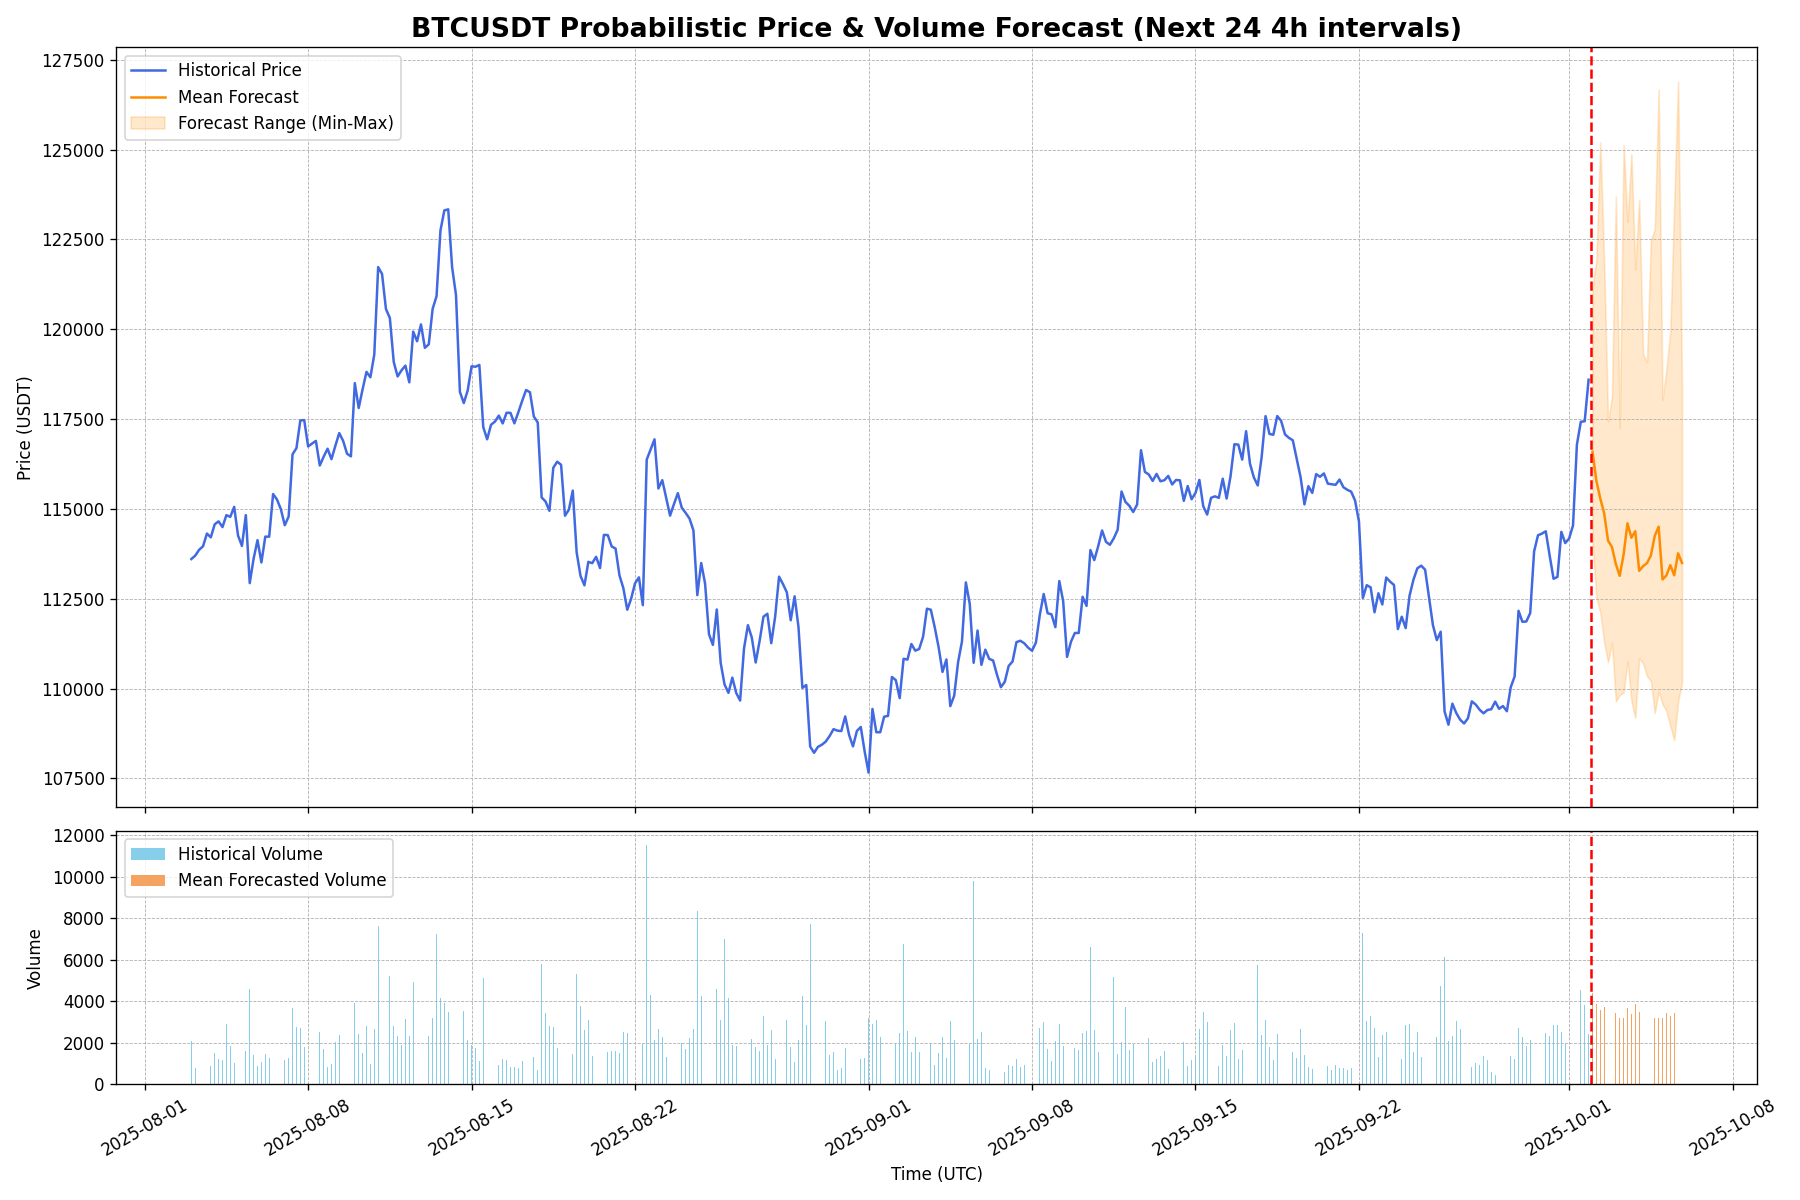 BTCUSDT Probabilistic Price & Volume Forecast (Next 24 4h intervals)
Historical Price
Mean Forecast
Forecast Range (Min-Max)
Price (USDT)
127500
125000
122500
120000
117500
115000
112500
110000
107500
Historical Volume
Mean Forecasted Volume
Volume
12000
10000
8000
6000
4000
2000
0
2025-08-01
2025-08-08
2025-08-15
2025-08-22
2025-09-01
2025-09-08
2025-09-15
2025-09-22
2025-10-01
2025-10-08
Time (UTC)